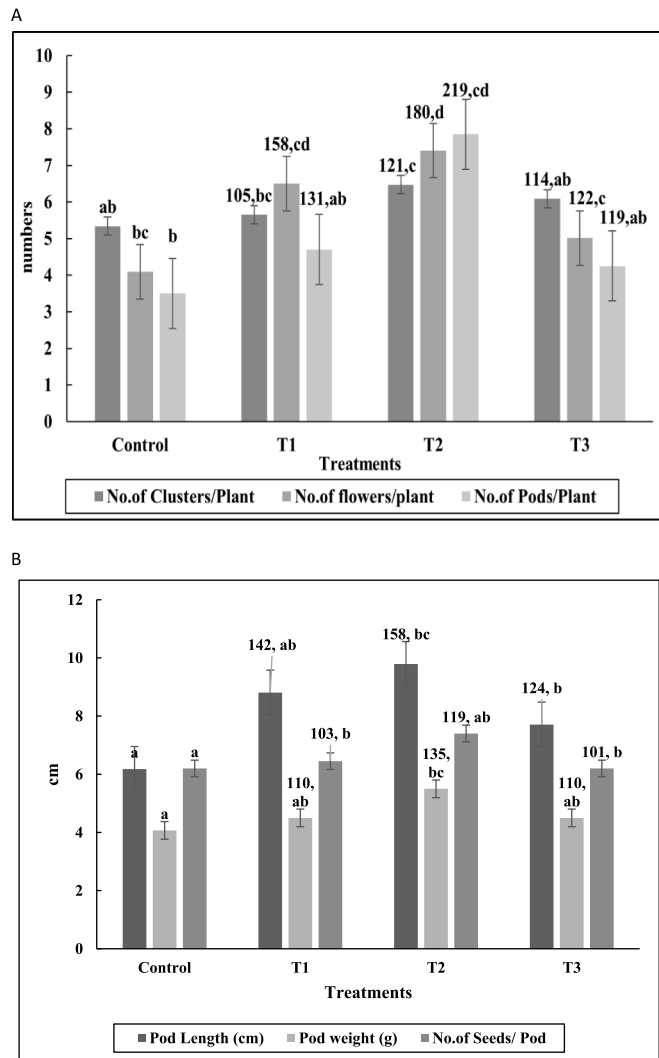 A
10
9
8
7
6
5
4
3
2
1
0
numbers
ab
bc
b
105,bc
158,cd
131,ab
121,c
180,d
219,cd
114,ab
122,c
119,ab
Control T1 T2 T3
Treatments
No.of Clusters/Plant No.of flowers/plant No.of Pods/Plant
B
12
10
8
6
4
2
0
cm
a
a
a
142, ab
110,
ab
103, b
158, bc
135,
bc
119, ab
124, b
110,
ab
101, b
Control T1 T2 T3
Treatments
Pod Length (cm) Pod weight (g) No.of Seeds/ Pod